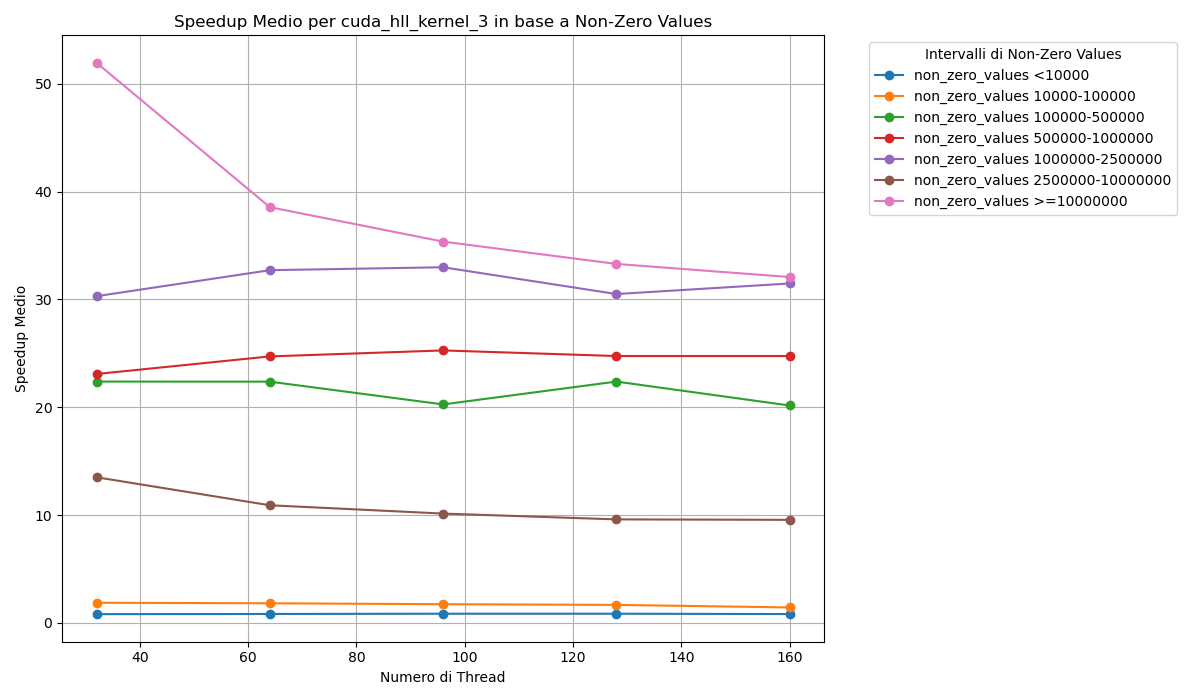 Speedup Medio per cuda_hll_kernel_3 in base a Non-Zero Values
Speedup Medio
50
40
30
20
10
0
40 60 80 100 120 140 160
Numero di Thread
Intervalli di Non-Zero Values
non_zero_values <10000
non_zero_values 10000-100000
non_zero_values 100000-500000
non_zero_values 500000-1000000
non_zero_values 1000000-2500000
non_zero_values 2500000-10000000
non_zero_values >=10000000